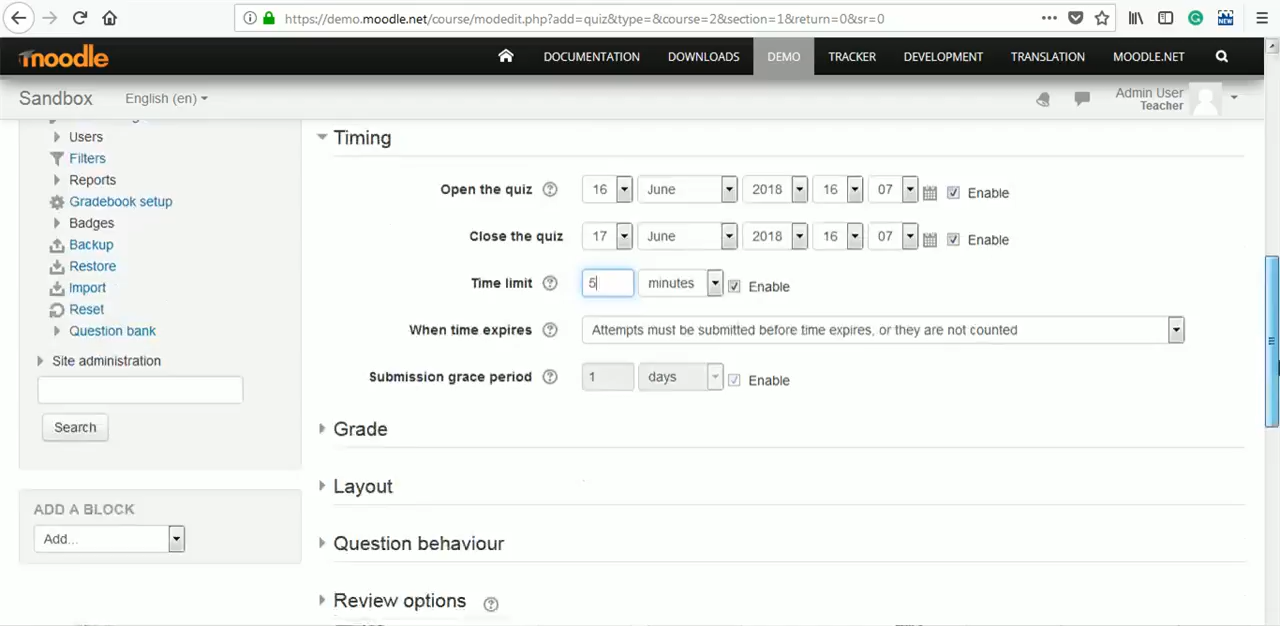 https://demo.moodle.net/course/modedit.php?add=quiz&type=&course=2&section=1&return=0&sr=0
NEW
moodle
DOCUMENTATION DOWNLOADS DEMO TRACKER DEVELOPMENT TRANSLATION MOODLE.NET
Sandbox English (en)
Admin User
Teacher
Users
Filters
Reports
Gradebook setup
Badges
Backup
Restore
Import
Reset
Question bank
Site administration
Search
ADD A BLOCK
Add...
Timing
Open the quiz ? 16 June 2018 16 07 Enable
Close the quiz 17 June 2018 16 07 Enable
Time limit ? 5 minutes Enable
When time expires ? Attempts must be submitted before time expires, or they are not counted
Submission grace period ? 1 days Enable
Grade
Layout
Question behaviour
Review options ?